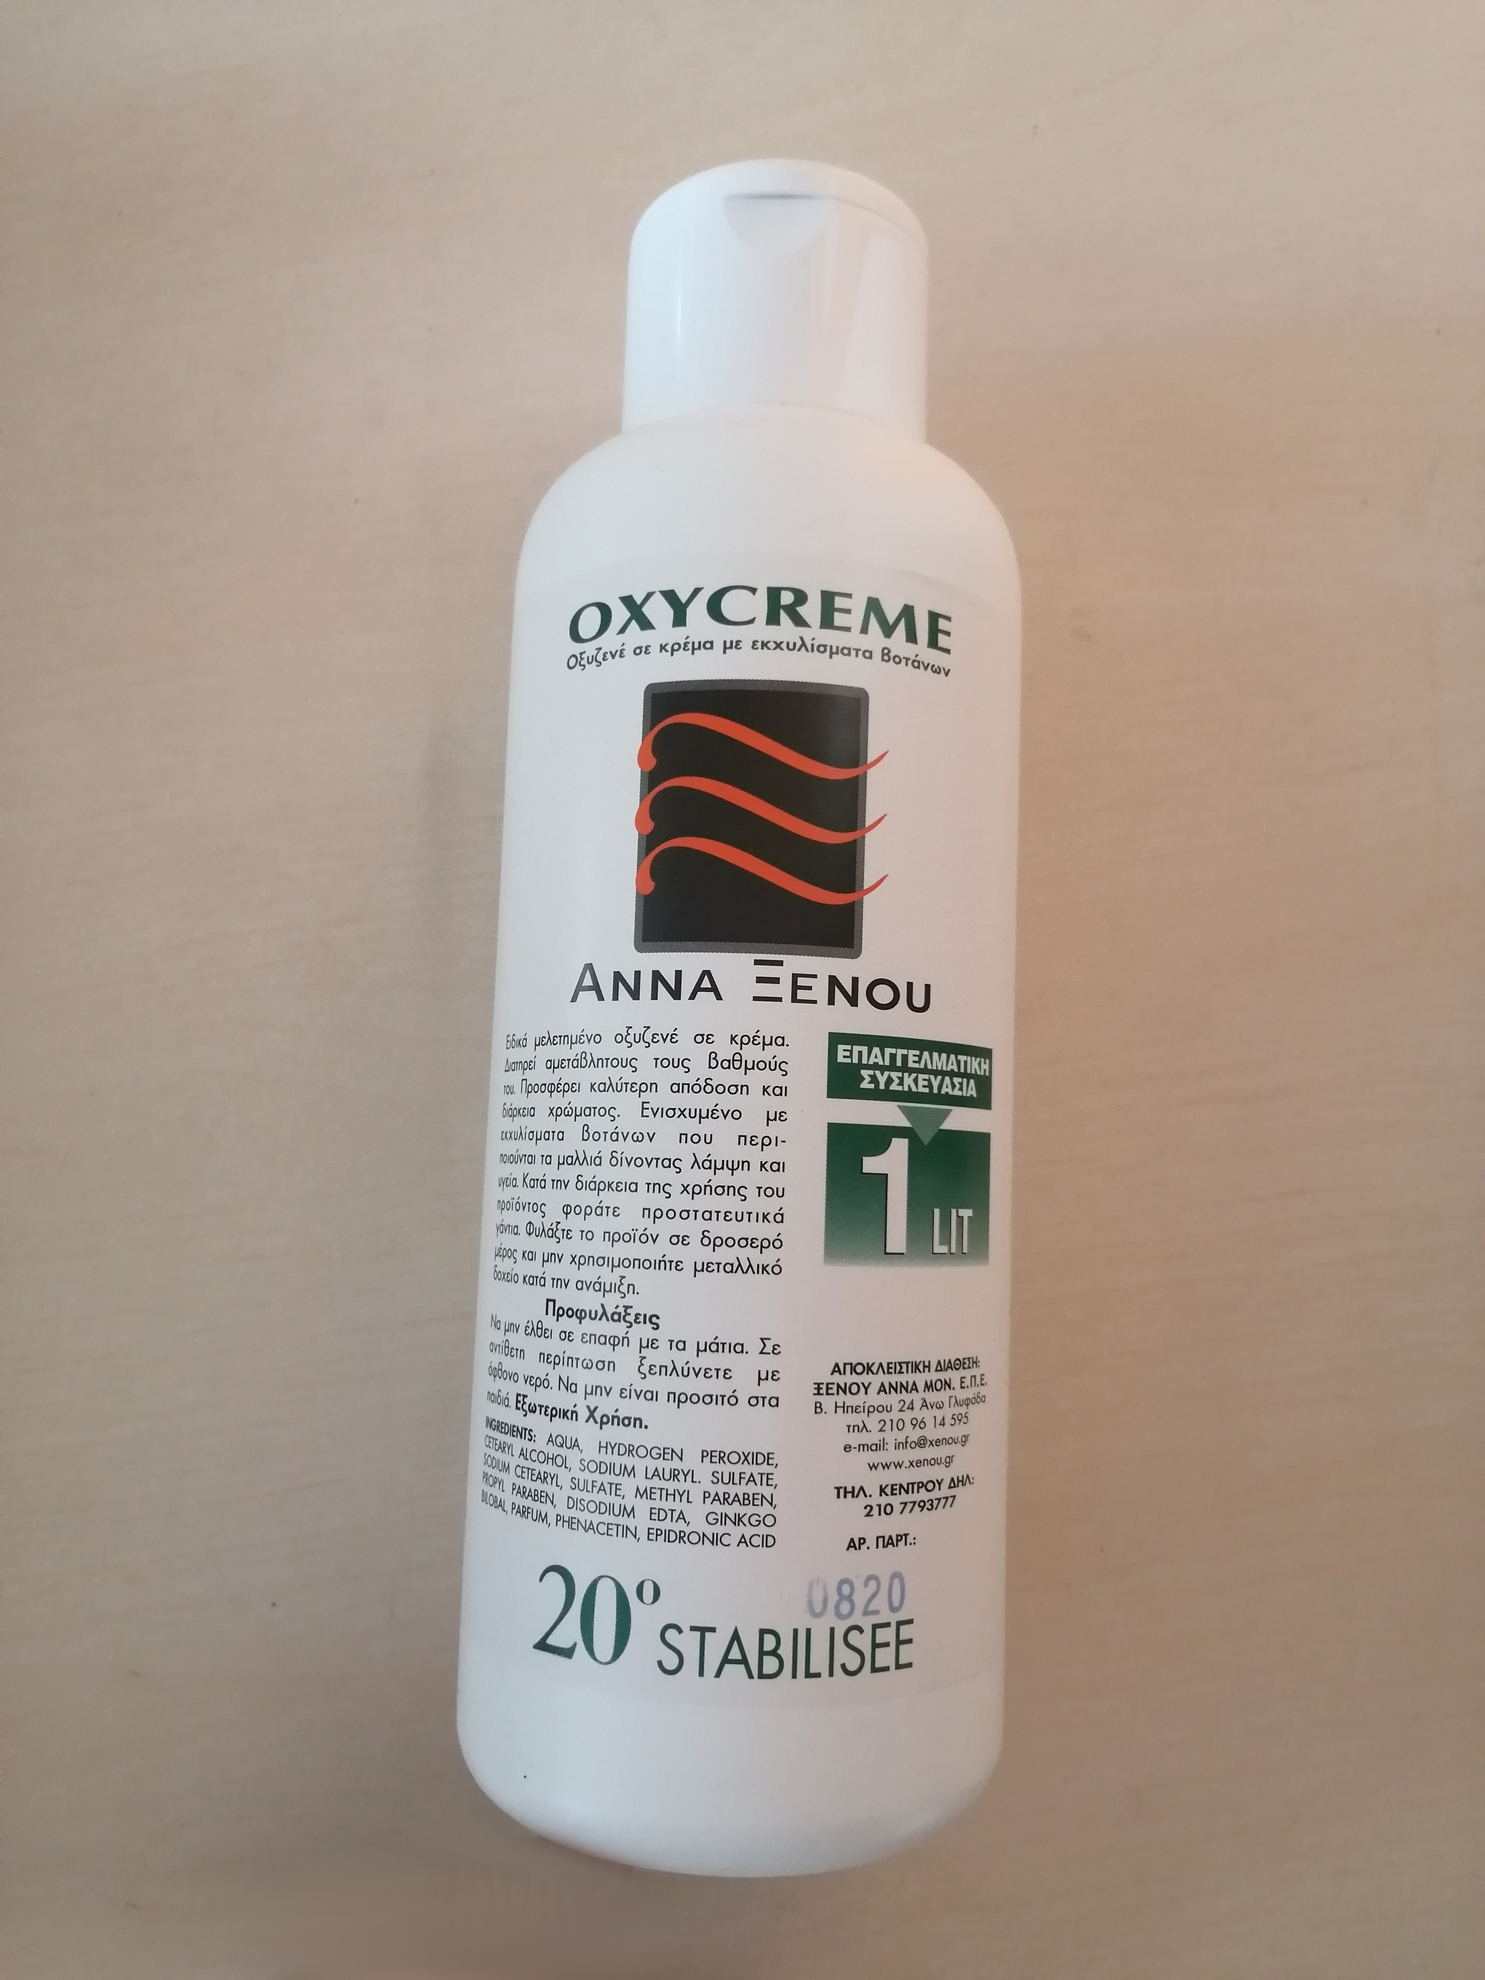 OXYCREME
Οξυζενέ σε κρέμα με εκχυλίσματα βοτάνων
ANNA ΞENOU
Ειδικά μελετημένο οξυζενέ σε κρέμα.
Διατηρεί αμετάβλητους τους βαθμούς
του. Προσφέρει καλύτερη απόδοση και
διάρκεια χρώματος. Ενισχυμένο με
εκχυλίσματα βοτάνων που περι-
ποιούνται τα μαλλιά δίνοντας λάμψη και
υγεία. Κατά την διάρκεια της χρήσης του
προϊόντος φοράτε προστατευτικά
γάντια. Φυλάξτε το προϊόν σε δροσερό
μέρος και μην χρησιμοποιήτε μεταλλικό
δοχείο κατά την ανάμιξη.
Προφυλάξεις
Να μην έλθει σε επαφή με τα μάτια. Σε
αντίθετη περίπτωση ξεπλύνετε με
άφθονο νερό. Να μην είναι προσιτό στα
παιδιά. Εξωτερική Χρήση.
INGREDIENTS: AQUA, HYDROGEN PEROXIDE,
CETEARYL ALCOHOL, SODIUM LAURYL. SULFATE,
SODIUM CETEARYL, SULFATE, METHYL PARABEN,
PROPYL PARABEN, DISODIUM EDTA, GINKGO
BILOBAL, PARFUM, PHENACETIN, EPIDRONIC ACID
ΕΠΑΓΓΕΛΜΑΤΙΚΗ
ΣΥΣΚΕΥΑΣΙΑ
1 LIT
ΑΠΟΚΛΕΙΣΤΙΚΗ ΔΙΑΘΕΣΗ:
ΞΕΝΟΥ ΑΝΝΑ ΜΟΝ. Ε.Π.Ε.
Β. Ηπείρου 24 Άνω Γλυφάδα
τηλ. 210 96 14 595
e-mail: info@xenou.gr
www.xenou.gr
ΤΗΛ. ΚΕΝΤΡΟΥ ΔΗΛ:
210 7793777
ΑΡ. ΠΑΡΤ.:
0820
20° STABILISEE